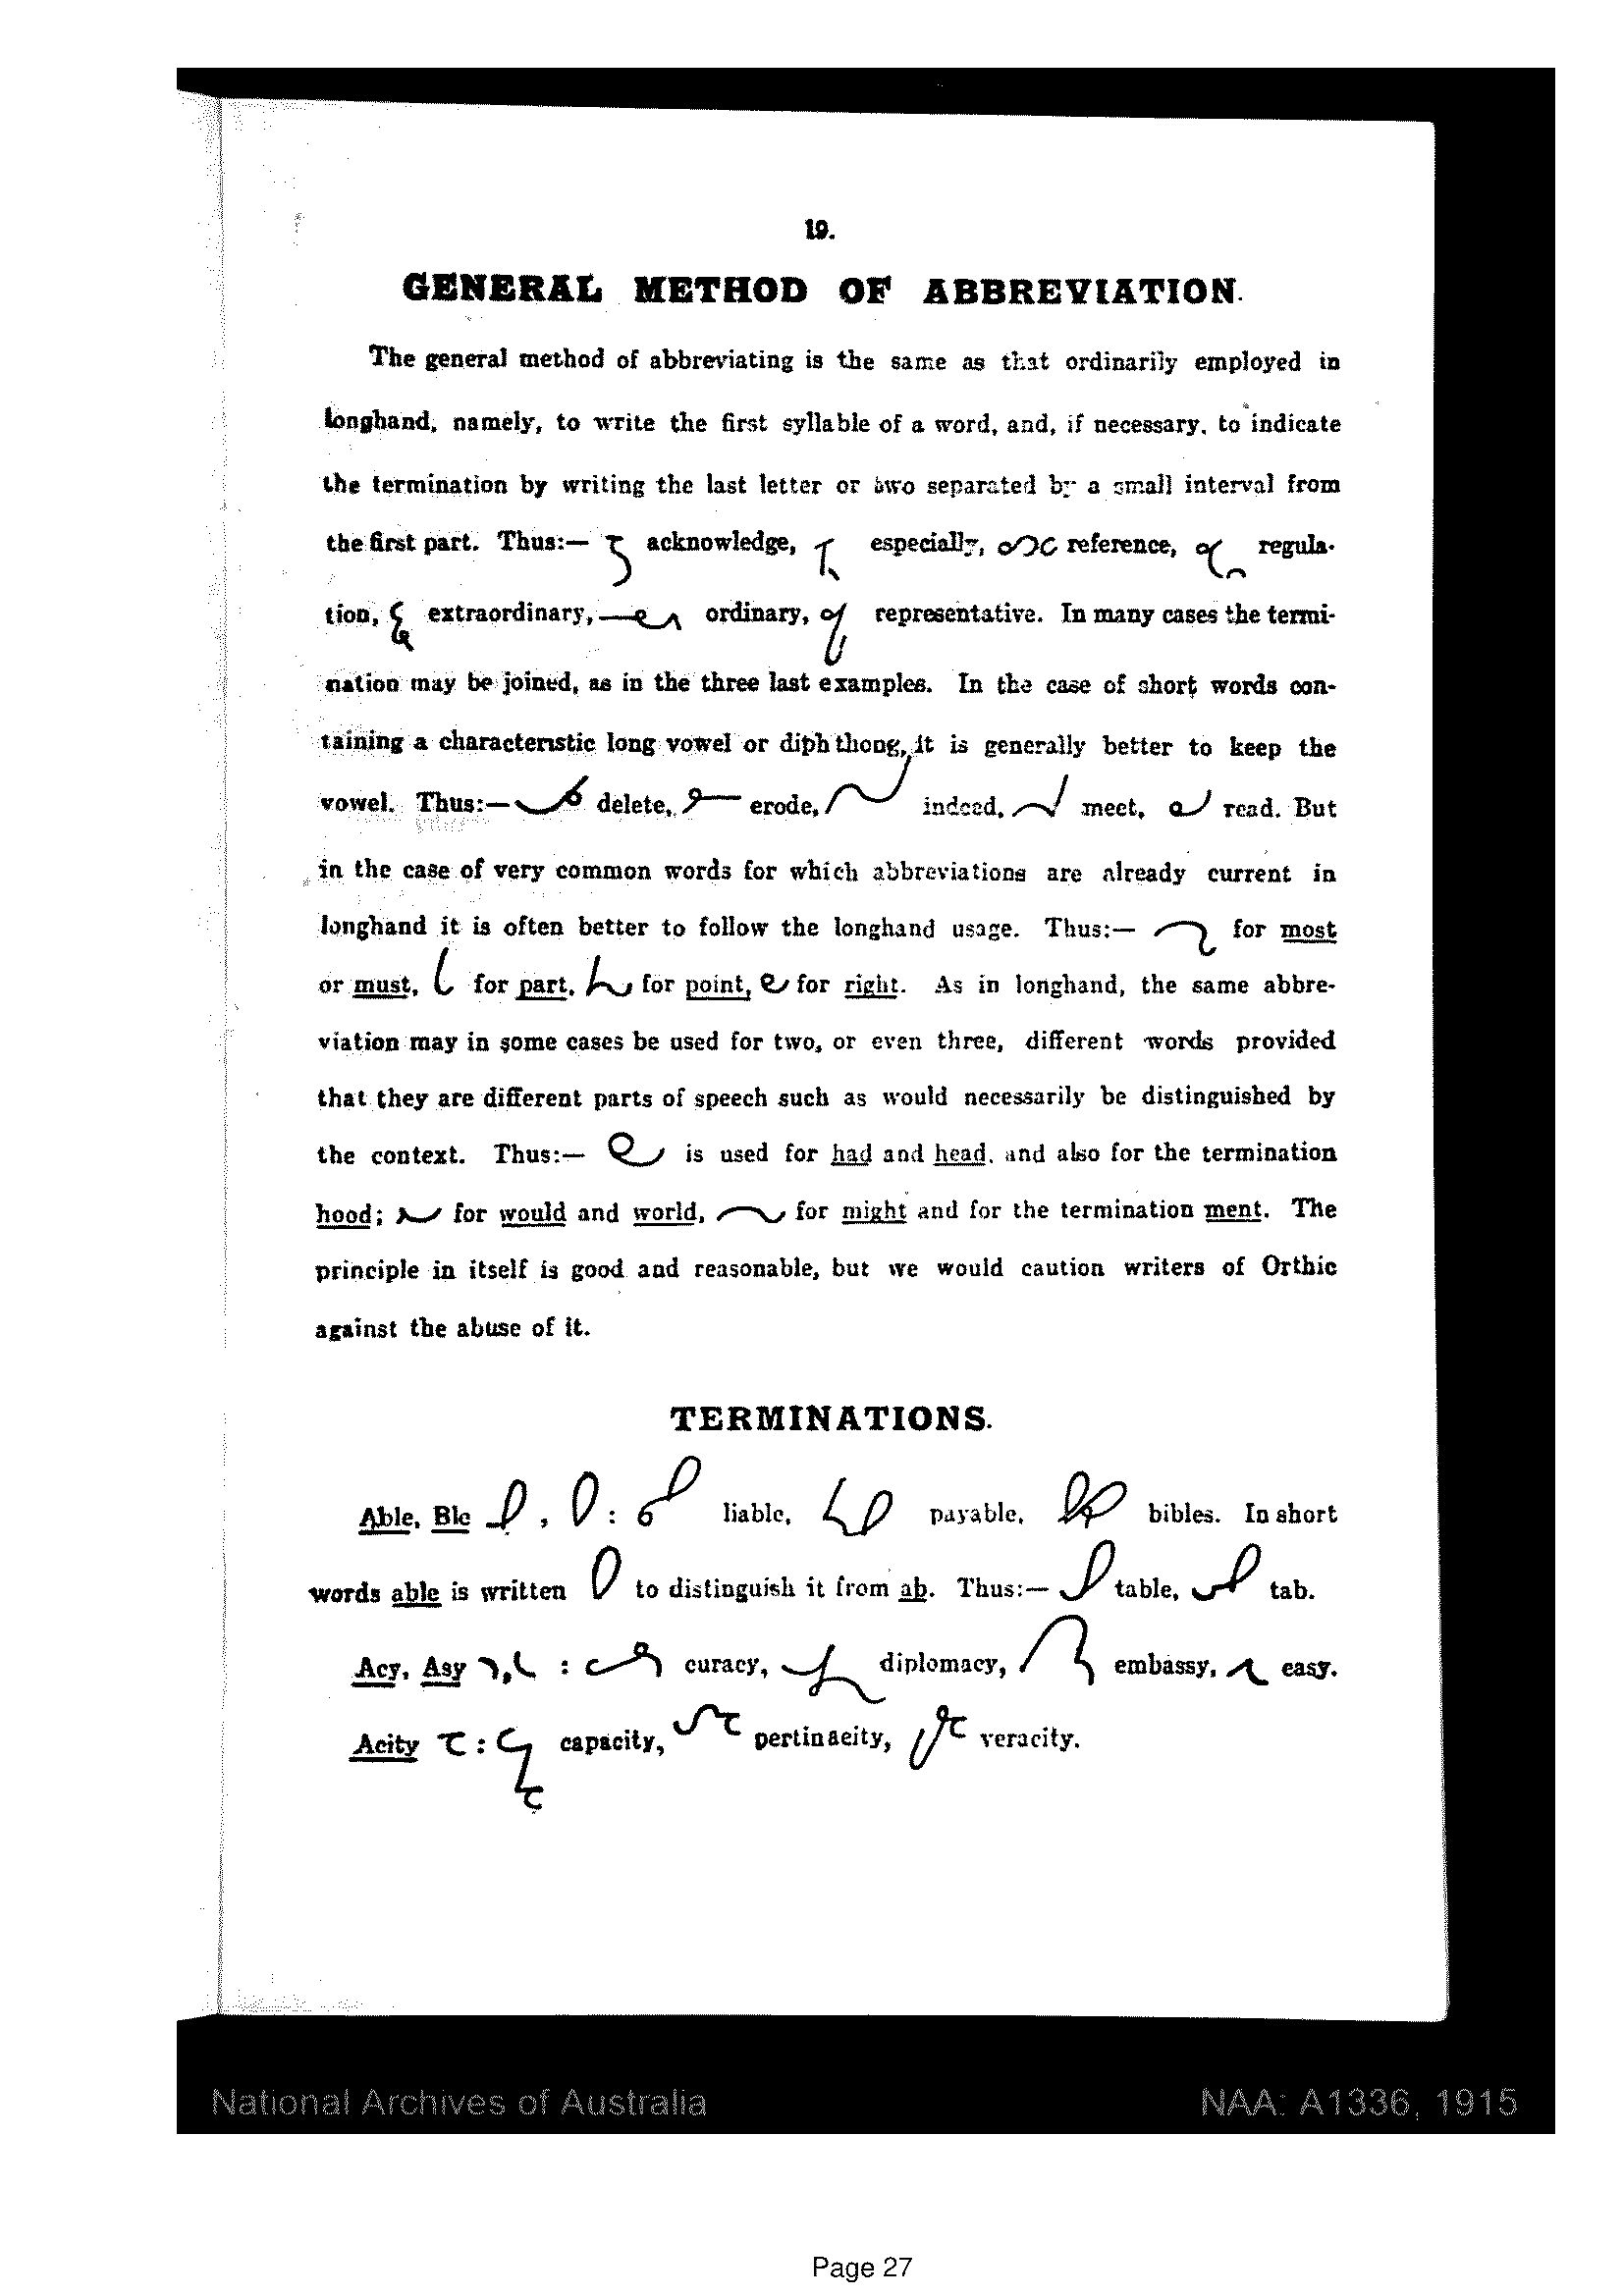 19.
GENERAL METHOD OF ABBREVIATION.
The general method of abbreviating is the same as that ordinarily employed in
longhand, namely, to write the first syllable of a word, and, if necessary, to indicate
the termination by writing the last letter or two separated by a small interval from
the first part. Thus:— acknowledge, especially, reference, regula-
tion, extraordinary, ordinary, representative. In many cases the termi-
nation may be joined, as in the three last examples. In the case of short words con-
taining a characteristic long vowel or diphthong, it is generally better to keep the
vowel. Thus:— delete, erode, indeed, meet, read. But
in the case of very common words for which abbreviations are already current in
longhand it is often better to follow the longhand usage. Thus:— for most
or must, for part, for point, for right. As in longhand, the same abbre-
viation may in some cases be used for two, or even three, different words provided
that they are different parts of speech such as would necessarily be distinguished by
the context. Thus:— is used for had and head, and also for the termination
hood; for would and world, for might and for the termination ment. The
principle in itself is good and reasonable, but we would caution writers of Orthic
against the abuse of it.
TERMINATIONS.
Able, Ble , : liable, payable, bibles. In short
words able is written to distinguish it from ab. Thus:— table, tab.
Acy, Asy , : curacy, diplomacy, embassy, easy.
Acity : capacity, pertinaeity, veracity.
National Archives of Australia NAA: A1336, 1915
Page 27